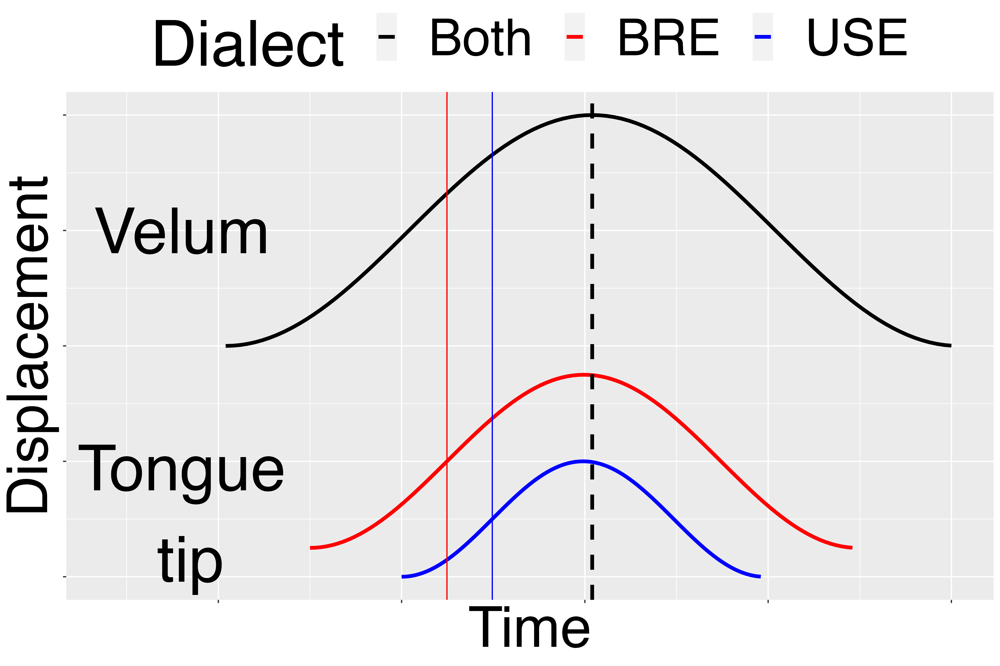 Dialect Both BRE USE
Displacement
Velum
Tongue
tip
Time